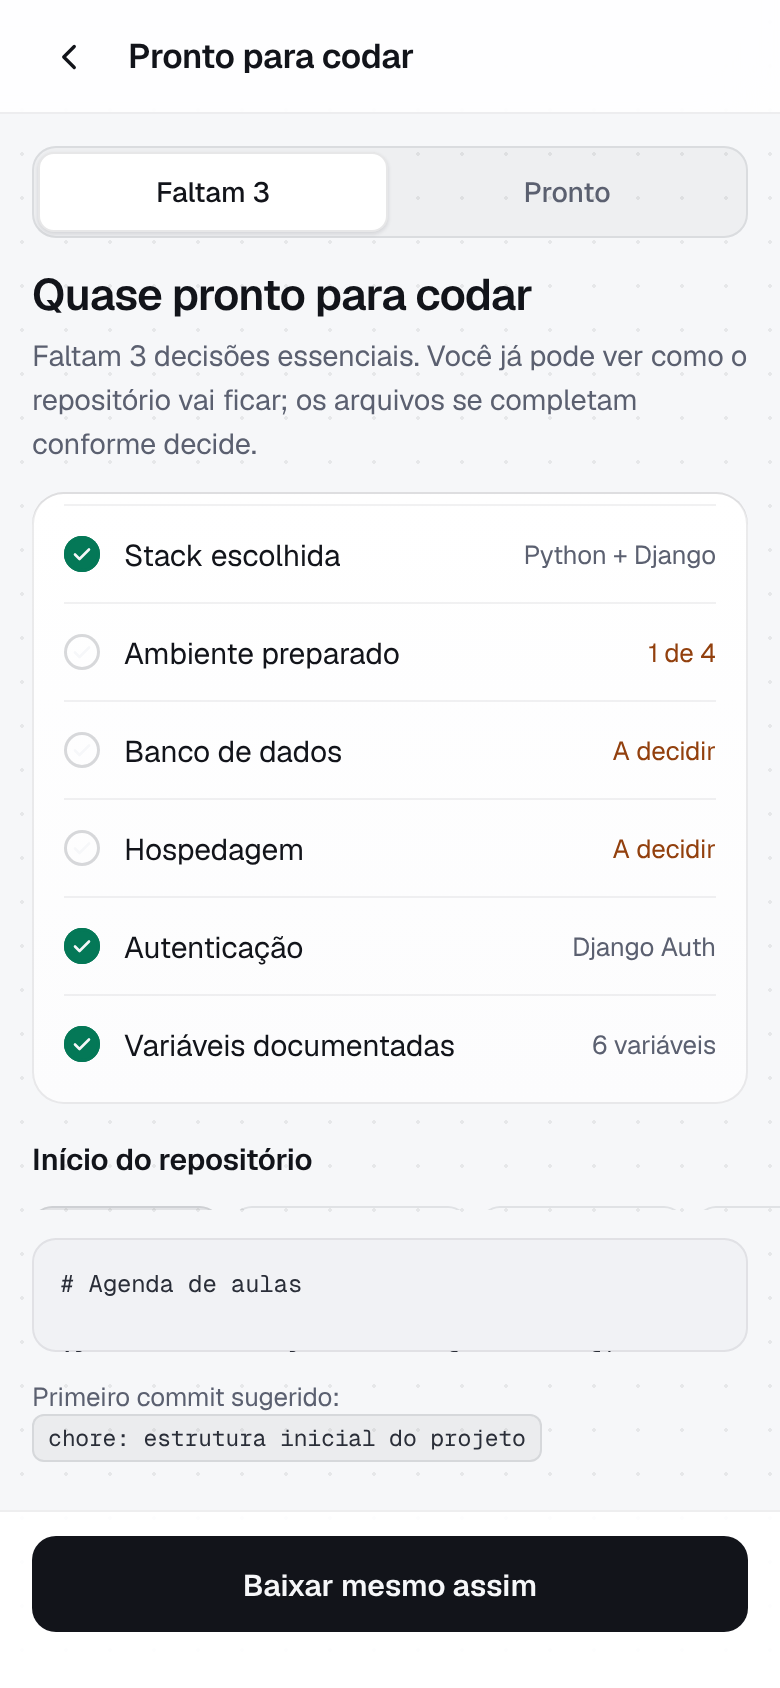 Pronto para codar
Faltam 3
Pronto
Quase pronto para codar
Faltam 3 decisões essenciais. Você já pode ver como o
repositório vai ficar; os arquivos se completam
conforme decide.
Stack escolhida
Python + Django
Ambiente preparado
1 de 4
Banco de dados
A decidir
Hospedagem
A decidir
Autenticação
Django Auth
Variáveis documentadas
6 variáveis
Início do repositório
# Agenda de aulas
Primeiro commit sugerido:
chore: estrutura inicial do projeto
Baixar mesmo assim